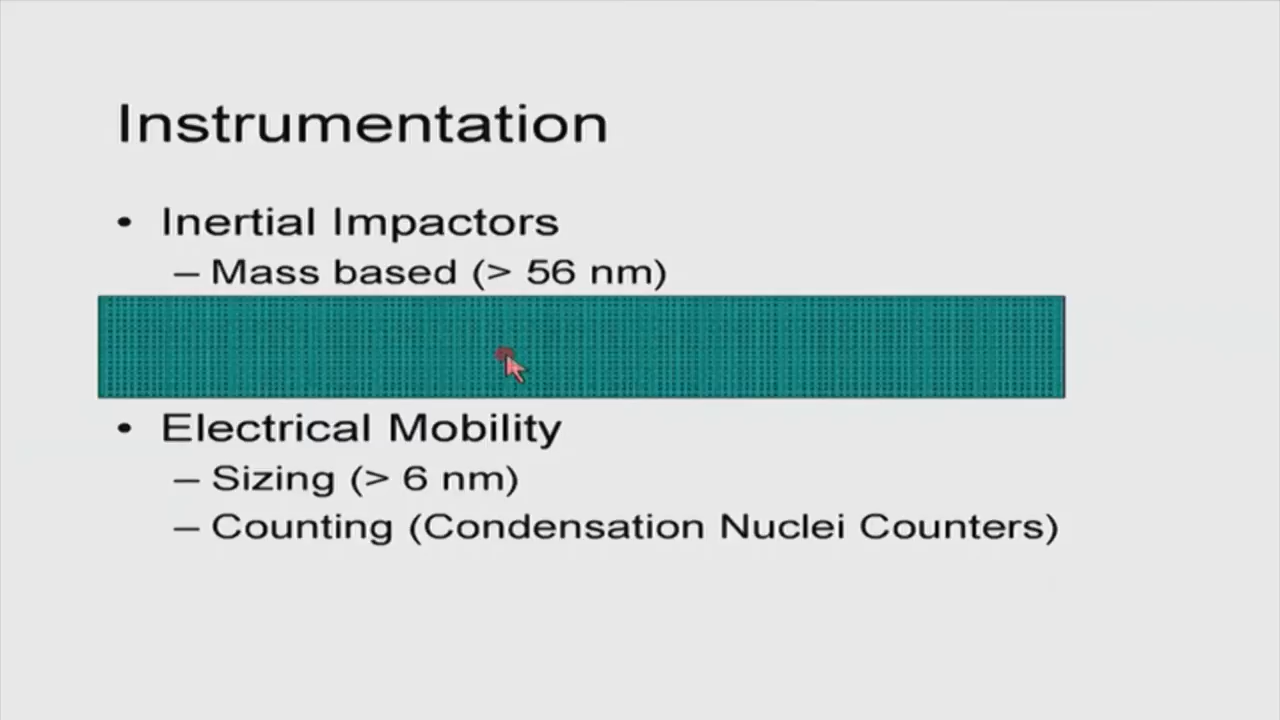 Instrumentation
• Inertial Impactors
– Mass based (> 56 nm)
• Electrical Mobility
– Sizing (> 6 nm)
– Counting (Condensation Nuclei Counters)